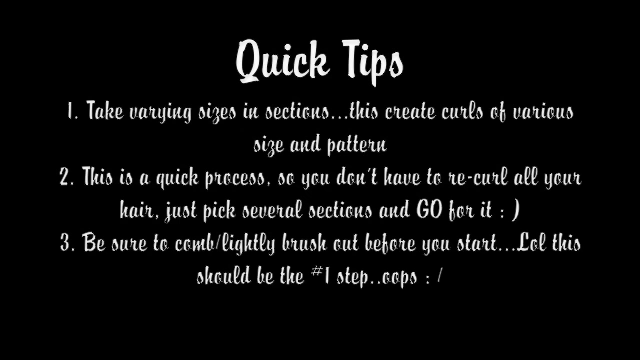 Quick Tips
1. Take varying sizes in sections...this create curls of various
size and pattern
2. This is a quick process, so you don't have to re-curl all your
hair, just pick several sections and GO for it : )
3. Be sure to comb/lightly brush out before you start...Lol this
should be the #1 step..oops : /